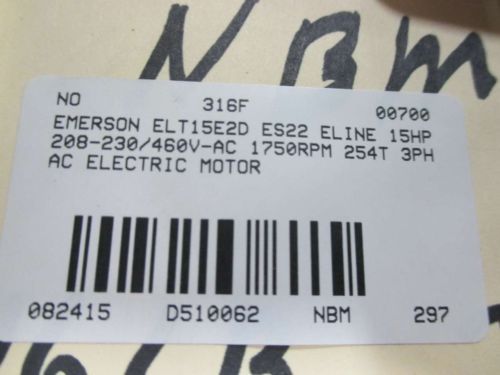 NBM
NO 316F 00700
EMERSON ELT15E2D ES22 ELINE 15HP
208-230/460V-AC 1750RPM 254T 3PH
AC ELECTRIC MOTOR
082415 D510062 NBM 297